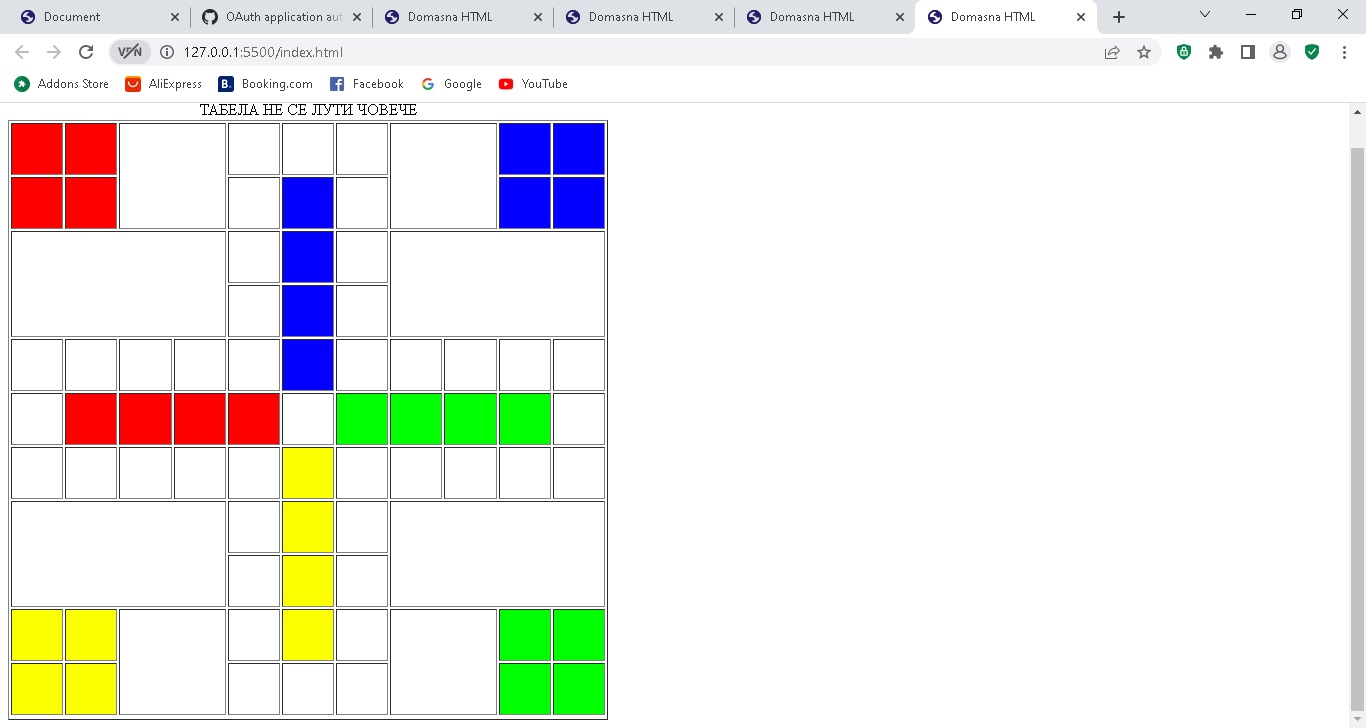 Document
OAuth application aut
Domasna HTML
Domasna HTML
Domasna HTML
Domasna HTML
VPN
127.0.0.1:5500/index.html
Addons Store
AliExpress
B.
Booking.com
Facebook
Google
YouTube
ТАБЕЛА НЕ СЕ ЛУТИ ЧОВЕЧЕ